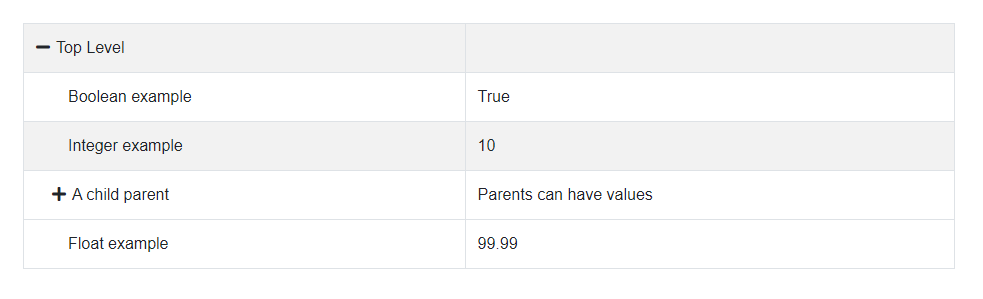 Top Level
Boolean example True
Integer example 10
A child parent Parents can have values
Float example 99.99